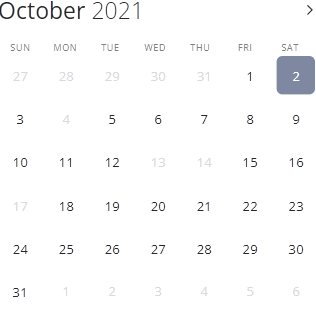 October 2021
SUN MON TUE WED THU FRI SAT
27 28 29 30 31 1 2
3 4 5 6 7 8 9
10 11 12 13 14 15 16
17 18 19 20 21 22 23
24 25 26 27 28 29 30
31 1 2 3 4 5 6